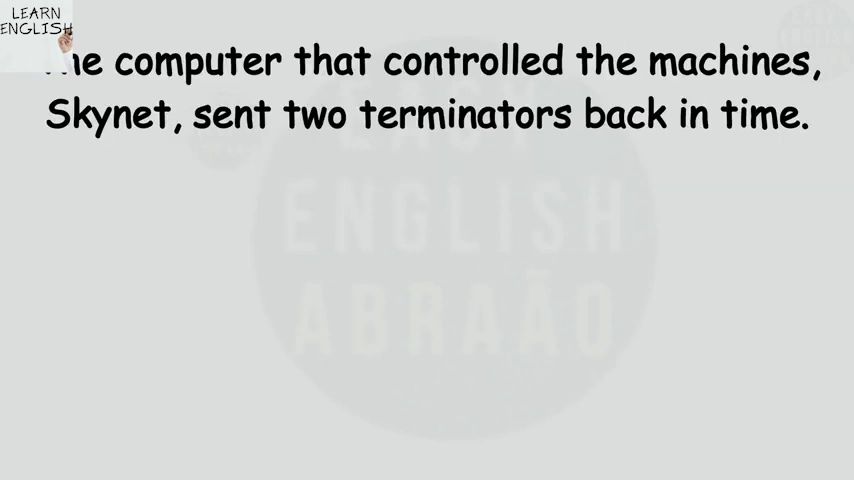 LEARN
ENGLISH
The computer that controlled the machines,
Skynet, sent two terminators back in time.
EASY
ENGLISH
ABRAÃO